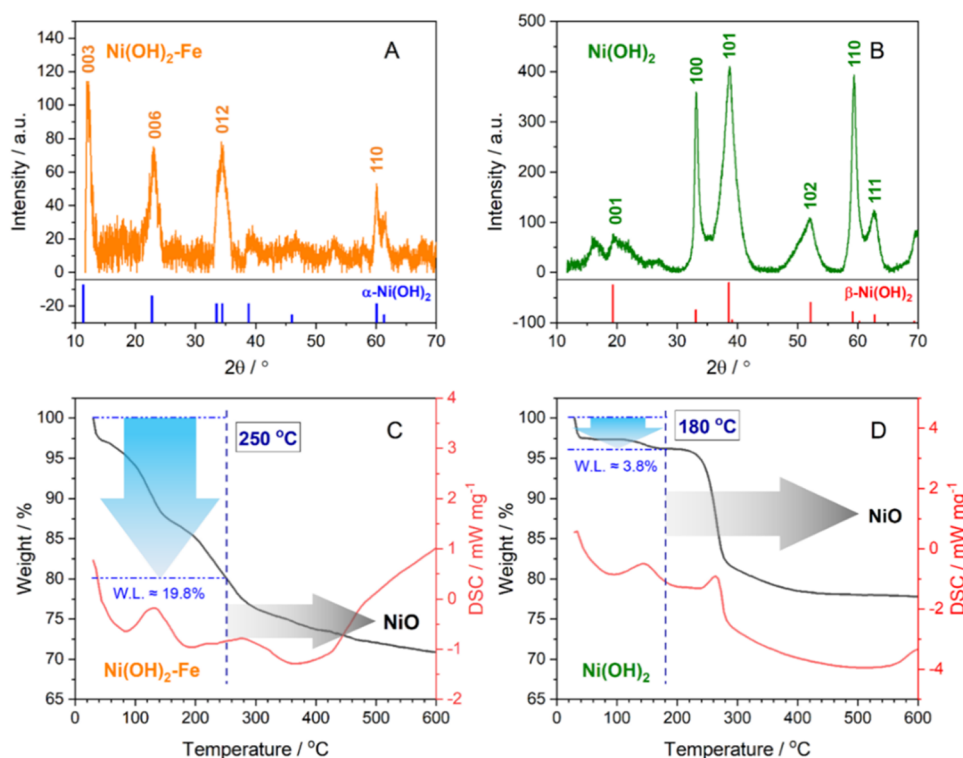 A
Ni(OH)2-Fe
003
006
012
110
Intensity / a.u.
140
120
100
80
60
40
20
0
-20
α-Ni(OH)2
10 20 30 40 50 60 70
2θ / °
B
Ni(OH)2
001
100
101
102
110
111
Intensity / a.u.
500
400
300
200
100
0
-100
β-Ni(OH)2
10 20 30 40 50 60 70
2θ / °
C
250 °C
W.L. ≈ 19.8%
NiO
Ni(OH)2-Fe
Weight / %
100
95
90
85
80
75
70
65
DSC / mW mg-1
4
3
2
1
0
-1
-2
0 100 200 300 400 500 600
Temperature / °C
D
180 °C
W.L. ≈ 3.8%
NiO
Ni(OH)2
Weight / %
100
95
90
85
80
75
70
65
DSC / mW mg-1
4
2
0
-2
-4
0 100 200 300 400 500 600
Temperature / °C